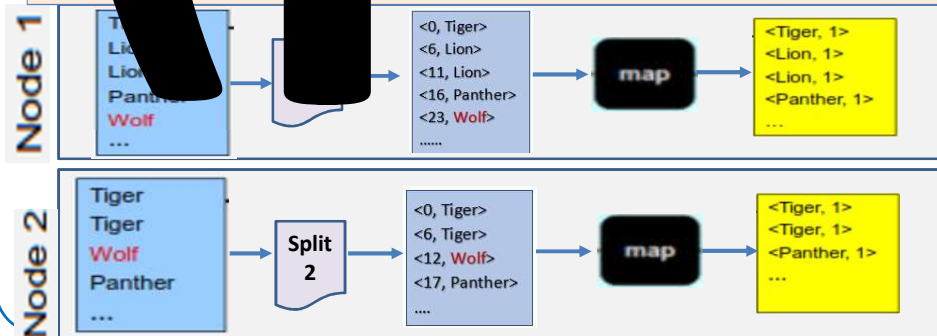 Node 1
Panther
Wolf
...
<0, Tiger>
<6, Lion>
<11, Lion>
<16, Panther>
<23, Wolf>
......
map
<Tiger, 1>
<Lion, 1>
<Lion, 1>
<Panther, 1>
...
Node 2
Tiger
Tiger
Wolf
Panther
...
Split
2
<0, Tiger>
<6, Tiger>
<12, Wolf>
<17, Panther>
....
map
<Tiger, 1>
<Tiger, 1>
<Panther, 1>
...